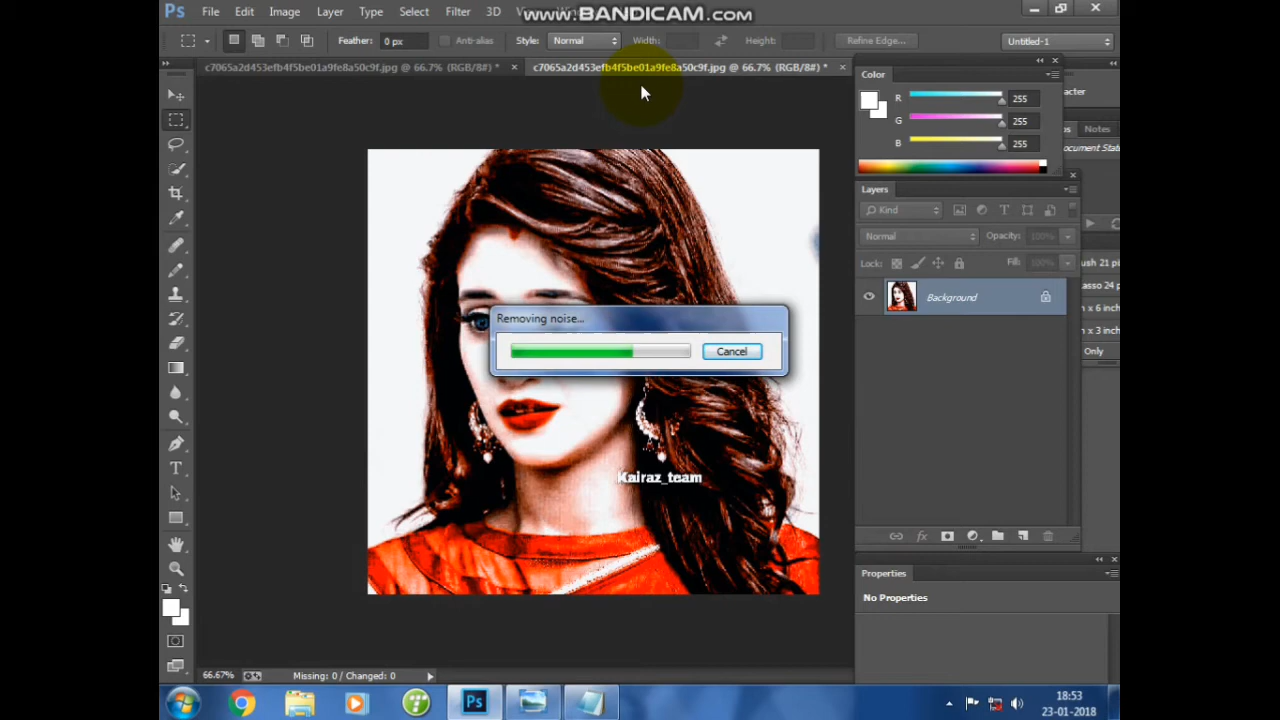 www.BANDICAM.com
Ps File Edit Image Layer Type Select Filter 3D
Feather: 0 px Anti-alias Style: Normal Width: Height: Refine Edge... Untitled-1
c7065a2d453efb4f5be01a9fe8a50c9f.jpg @ 66.7% (RGB/8#) * × c7065a2d453efb4f5be01a9fe8a50c9f.jpg @ 66.7% (RGB/8#) * ×
Color
R 255
G 255
B 255
Notes
Layers
Kind
Normal Opacity: 100%
Lock: Fill: 100%
Background
Removing noise...
Cancel
Kairaz_team
Properties
No Properties
66.67% Missing: 0 / Changed: 0
18:53
23-01-2018